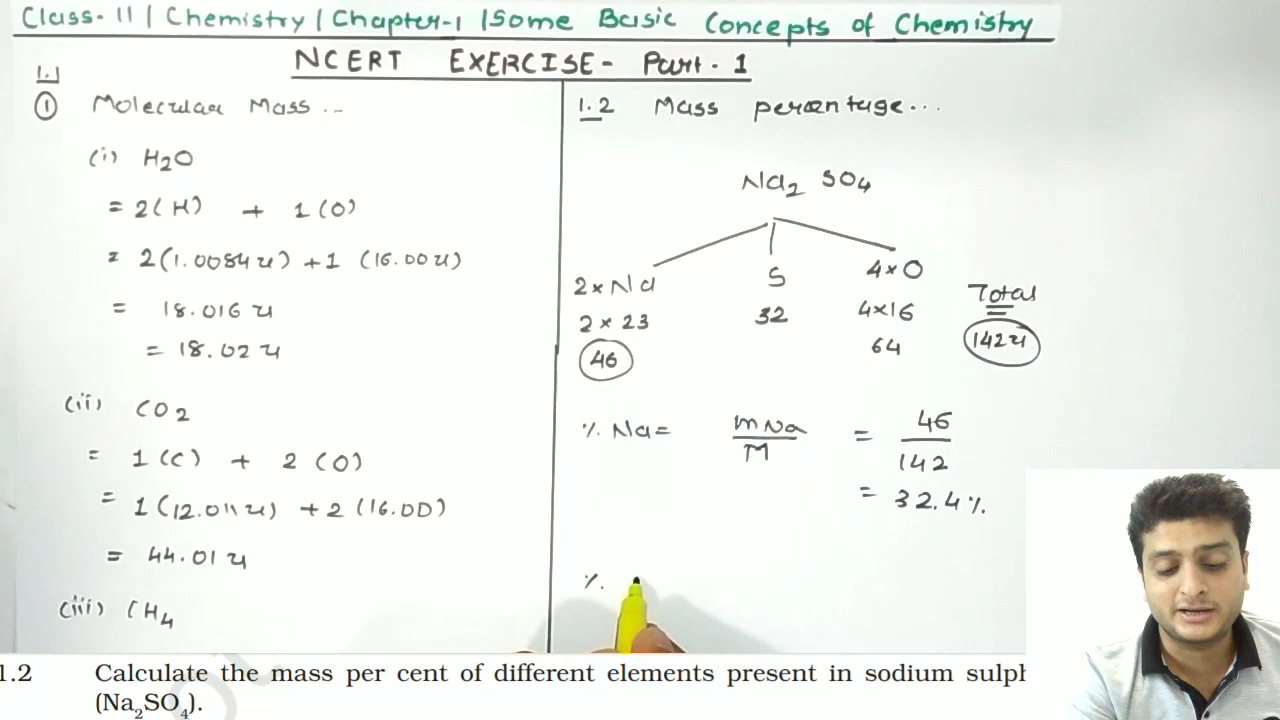 Class-11 | Chemistry | Chapter-1 | Some Basic Concepts of Chemistry
NCERT EXERCISE - Part - 1
1.1
① Molecular Mass...
(i) H2O
= 2(H) + 1(O)
= 2(1.0084u) + 1 (16.00u)
= 18.016 u
= 18.02 u
(ii) CO2
= 1(C) + 2(O)
= 1(12.011u) + 2(16.00)
= 44.01 u
(iii) CH4
1.2 Mass percentage...
Na2 SO4
2×Na S 4×O
2×23 32 4×16
46 64
Total
142u
% Na = mNa / M = 46 / 142
= 32.4%
%
1.2 Calculate the mass per cent of different elements present in sodium sulph
(Na2SO4).